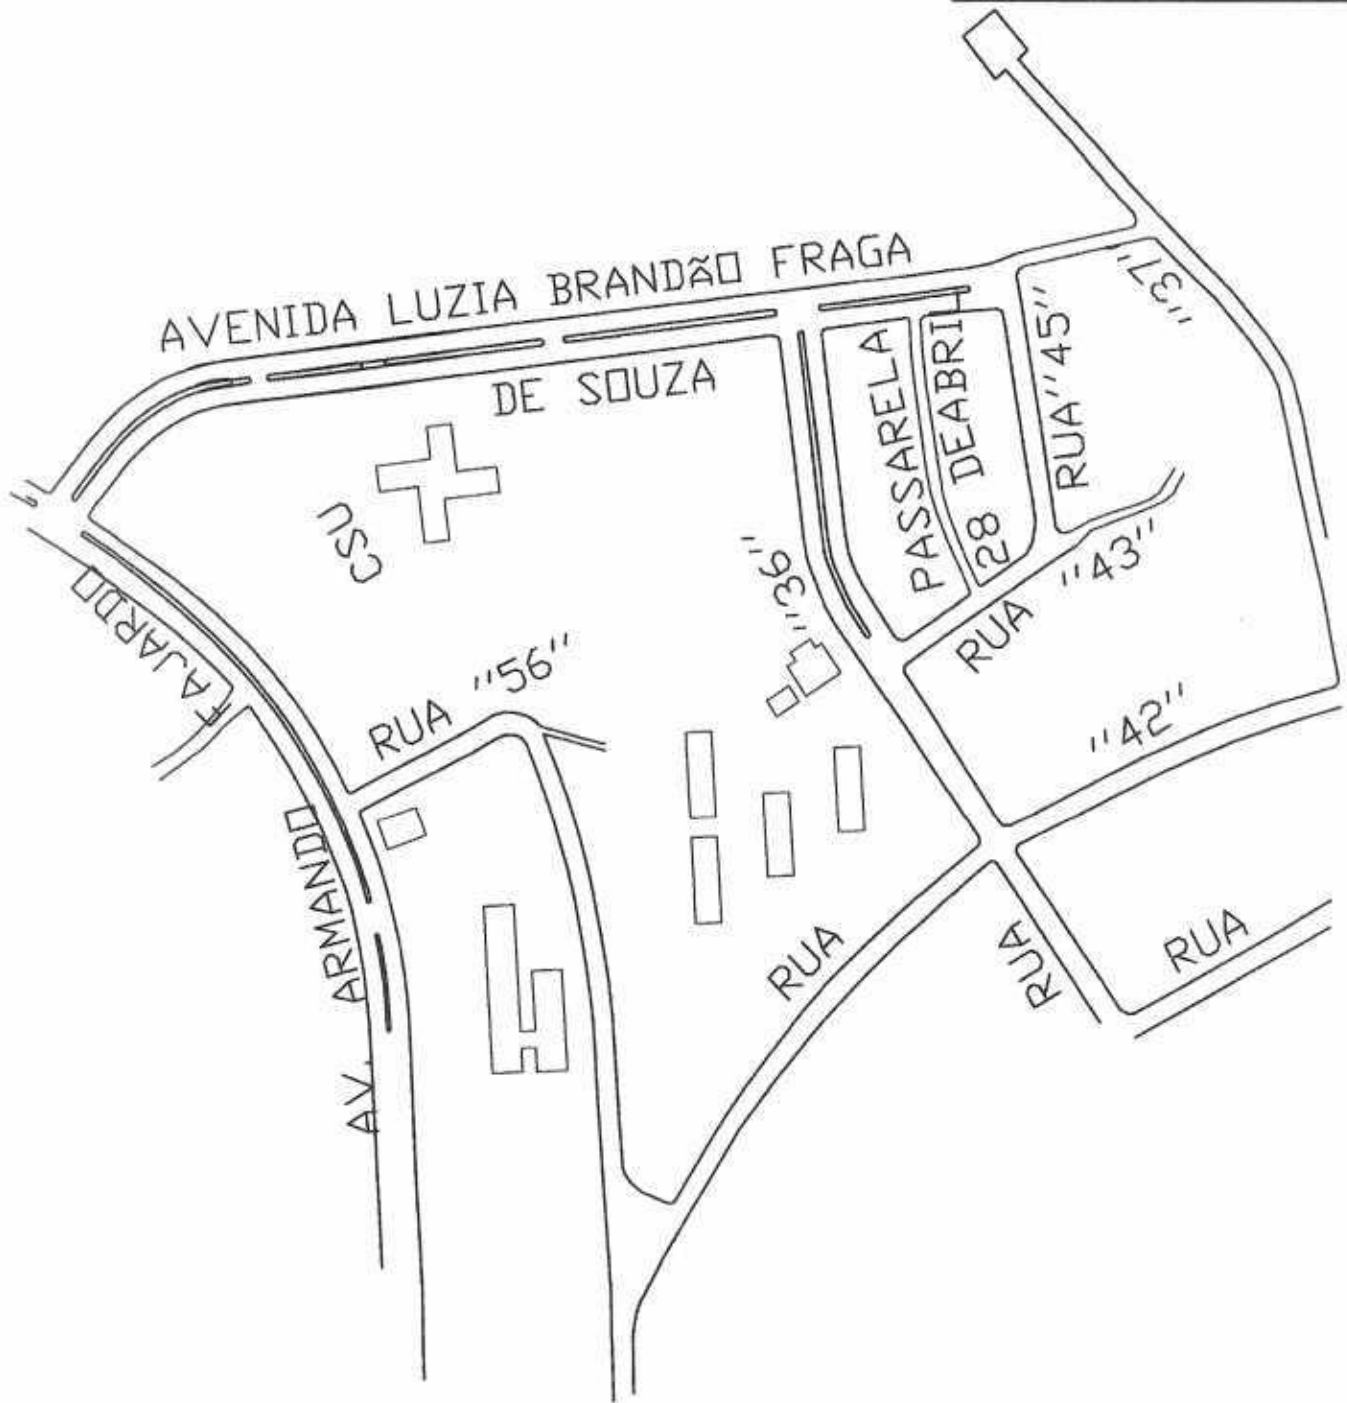 AVENIDA LUZIA BRANDÃO FRAGA
DE SOUZA
"37"
RUA "45"
PASSARELA
28 DEABRIL
CSU
"36"
RUA "43"
AV. ARMANDO FAJARDO
RUA "56"
"42"
RUA
RUA
RUA